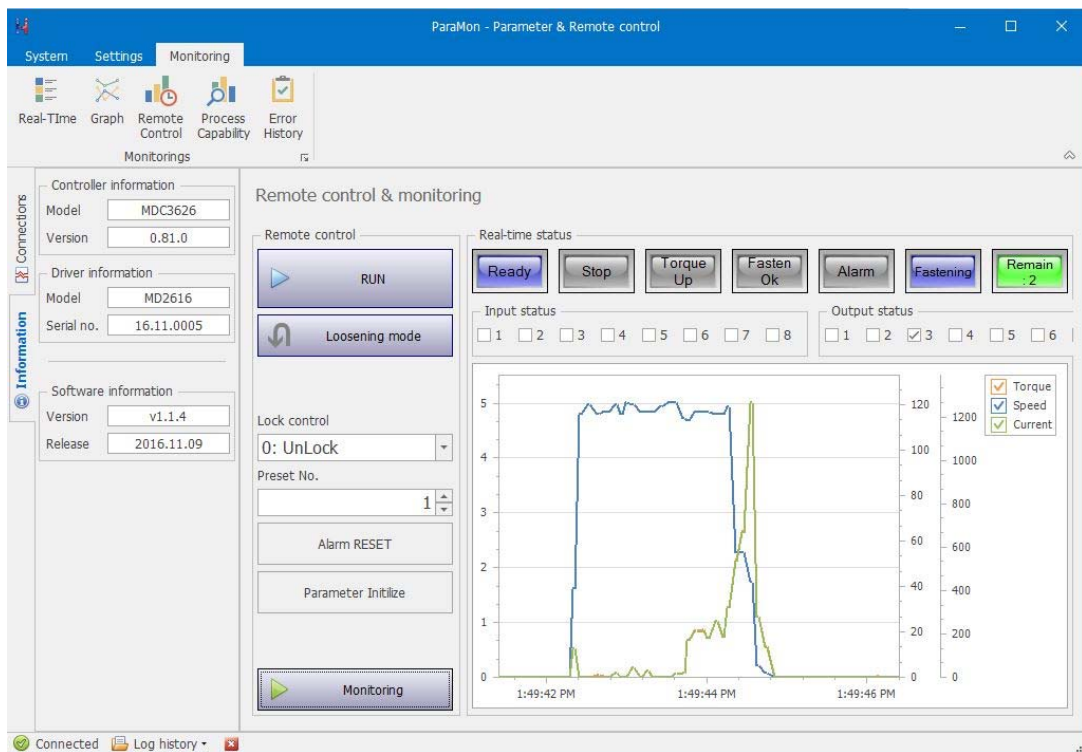 ParaMon - Parameter & Remote control
System Settings Monitoring
Real-TIme Graph Remote Control Process Capability Error History
Monitorings
Connections
Information
Controller information
Model MDC3626
Version 0.81.0
Driver information
Model MD2616
Serial no. 16.11.0005
Software information
Version v1.1.4
Release 2016.11.09
Remote control & monitoring
Remote control
RUN
Loosening mode
Lock control
0: UnLock
Preset No.
1
Alarm RESET
Parameter Initilize
Monitoring
Real-time status
Ready Stop Torque Up Fasten Ok Alarm Fastening Remain : 2
Input status
1 2 3 4 5 6 7 8
Output status
1 2 3 4 5 6
Torque
Speed
Current
5
4
3
2
1
0
120
100
80
60
40
20
0
1200
1000
800
600
400
200
0
1:49:42 PM 1:49:44 PM 1:49:46 PM
Connected Log history